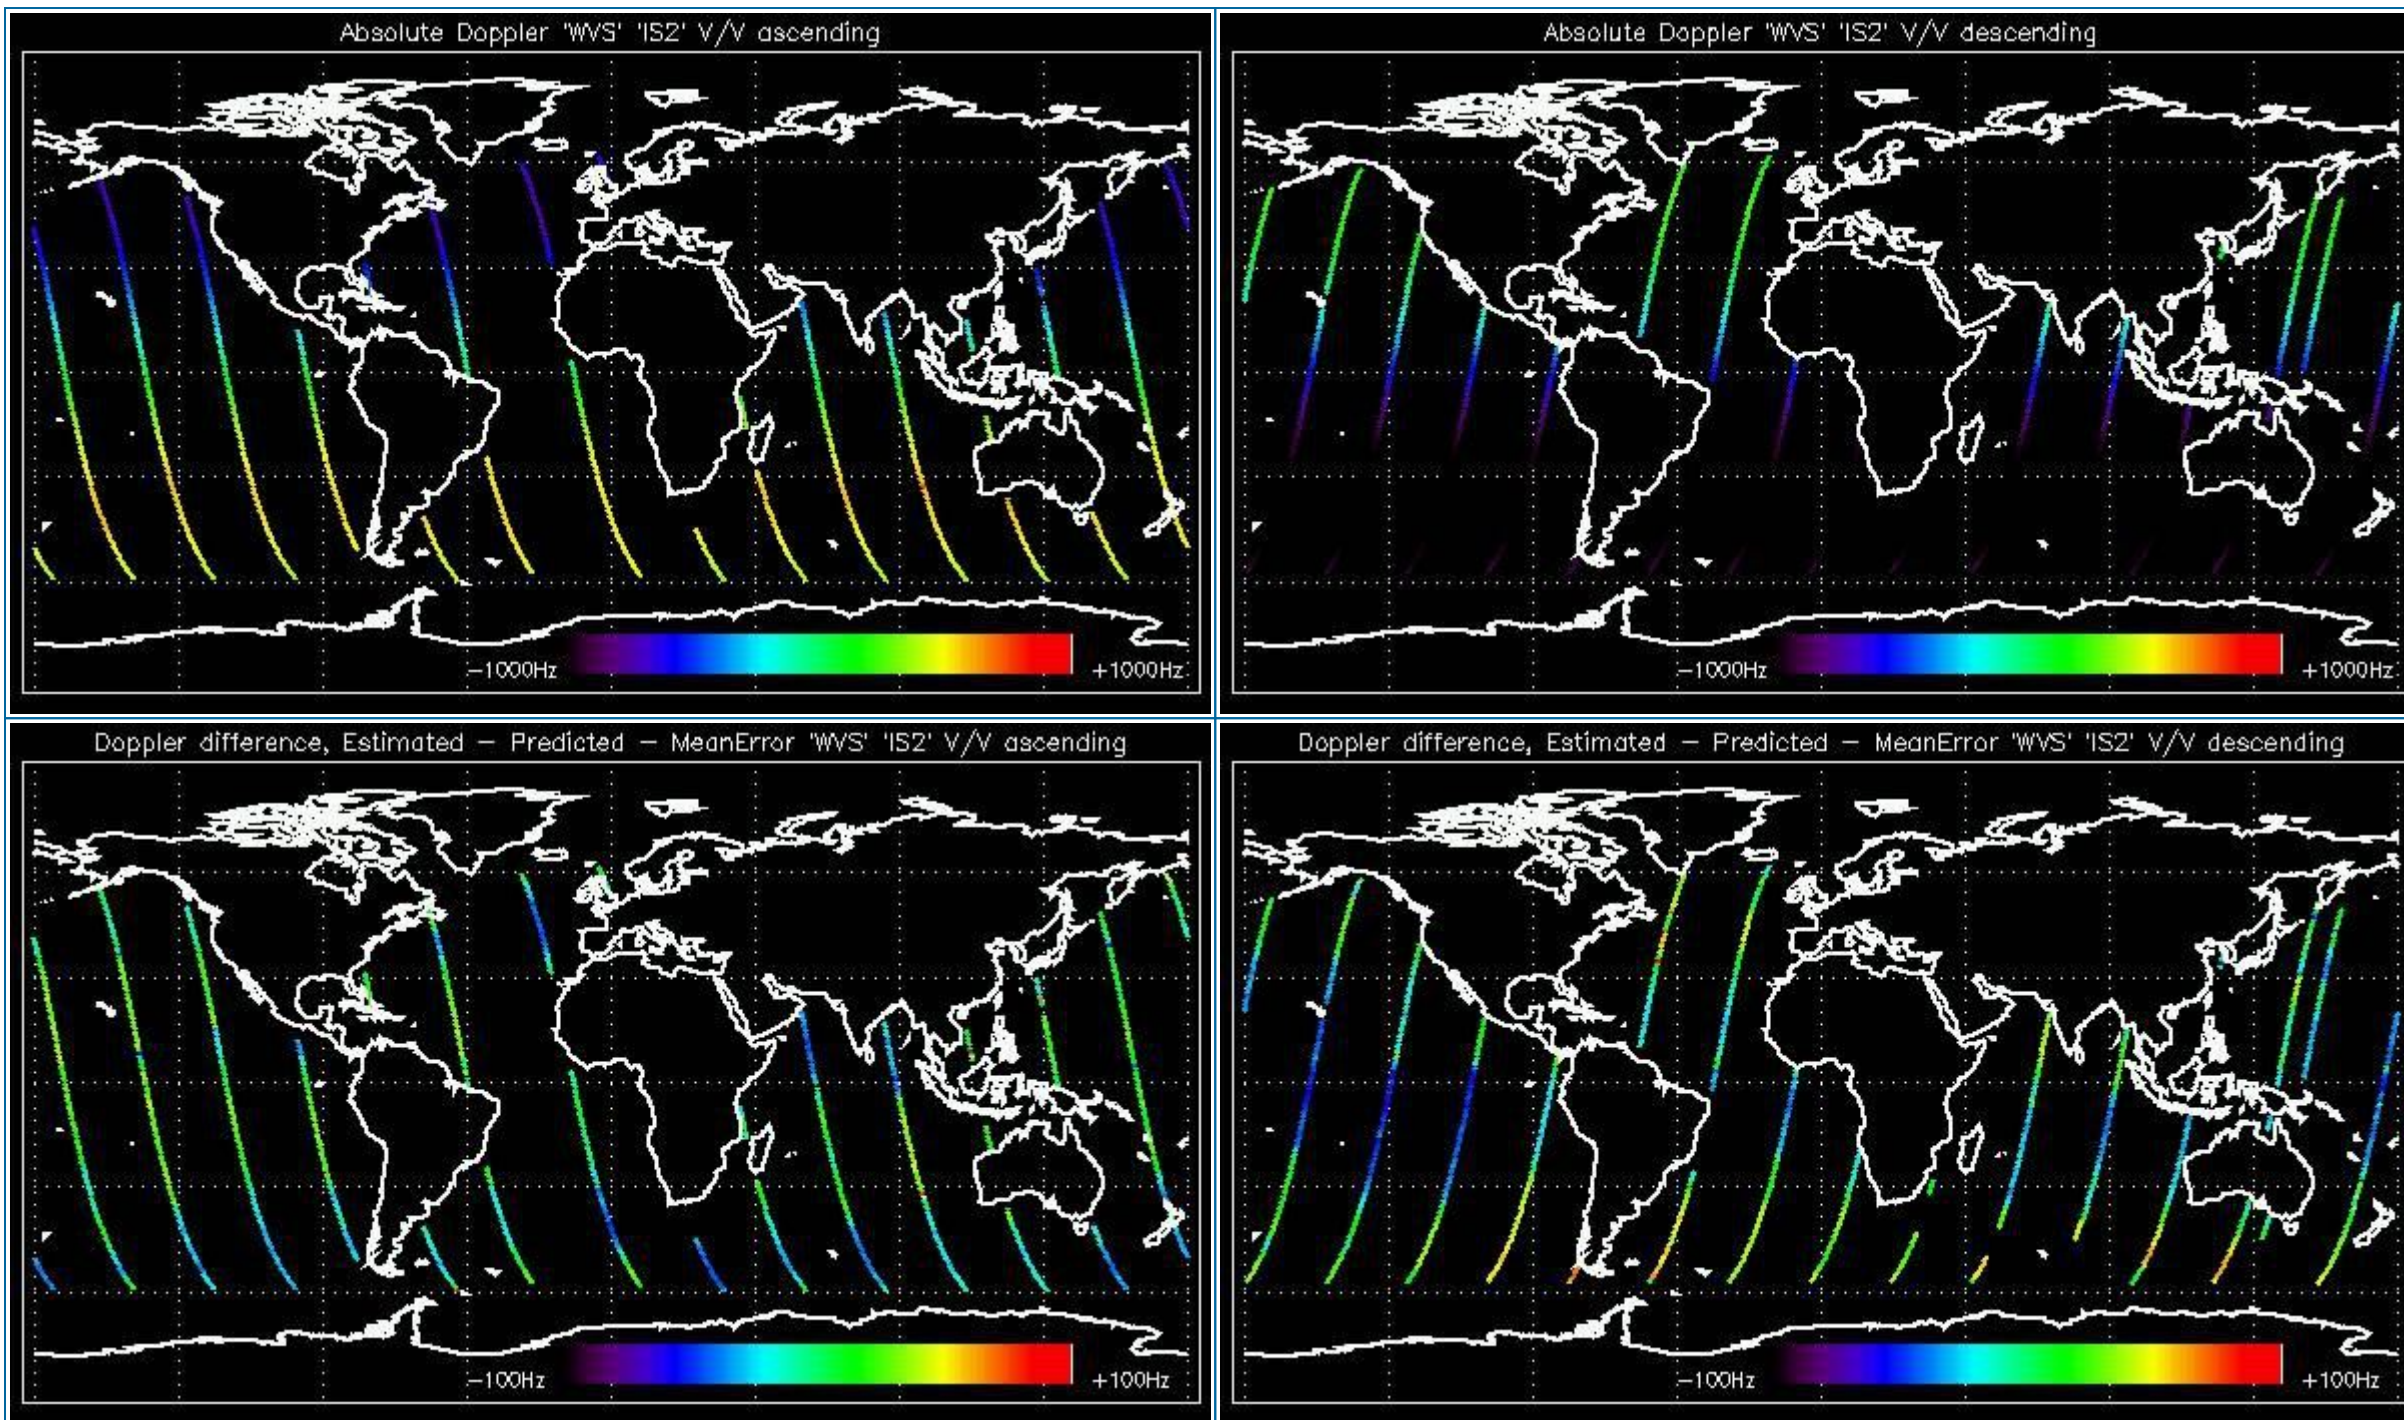 Absolute Doppler 'WVS' 'IS2' V/V ascending
-1000Hz
+1000Hz
Absolute Doppler 'WVS' 'IS2' V/V descending
-1000Hz
+1000Hz
Doppler difference, Estimated - Predicted - MeanError 'WVS' 'IS2' V/V ascending
-100Hz
+100Hz
Doppler difference, Estimated - Predicted - MeanError 'WVS' 'IS2' V/V descending
-100Hz
+100Hz